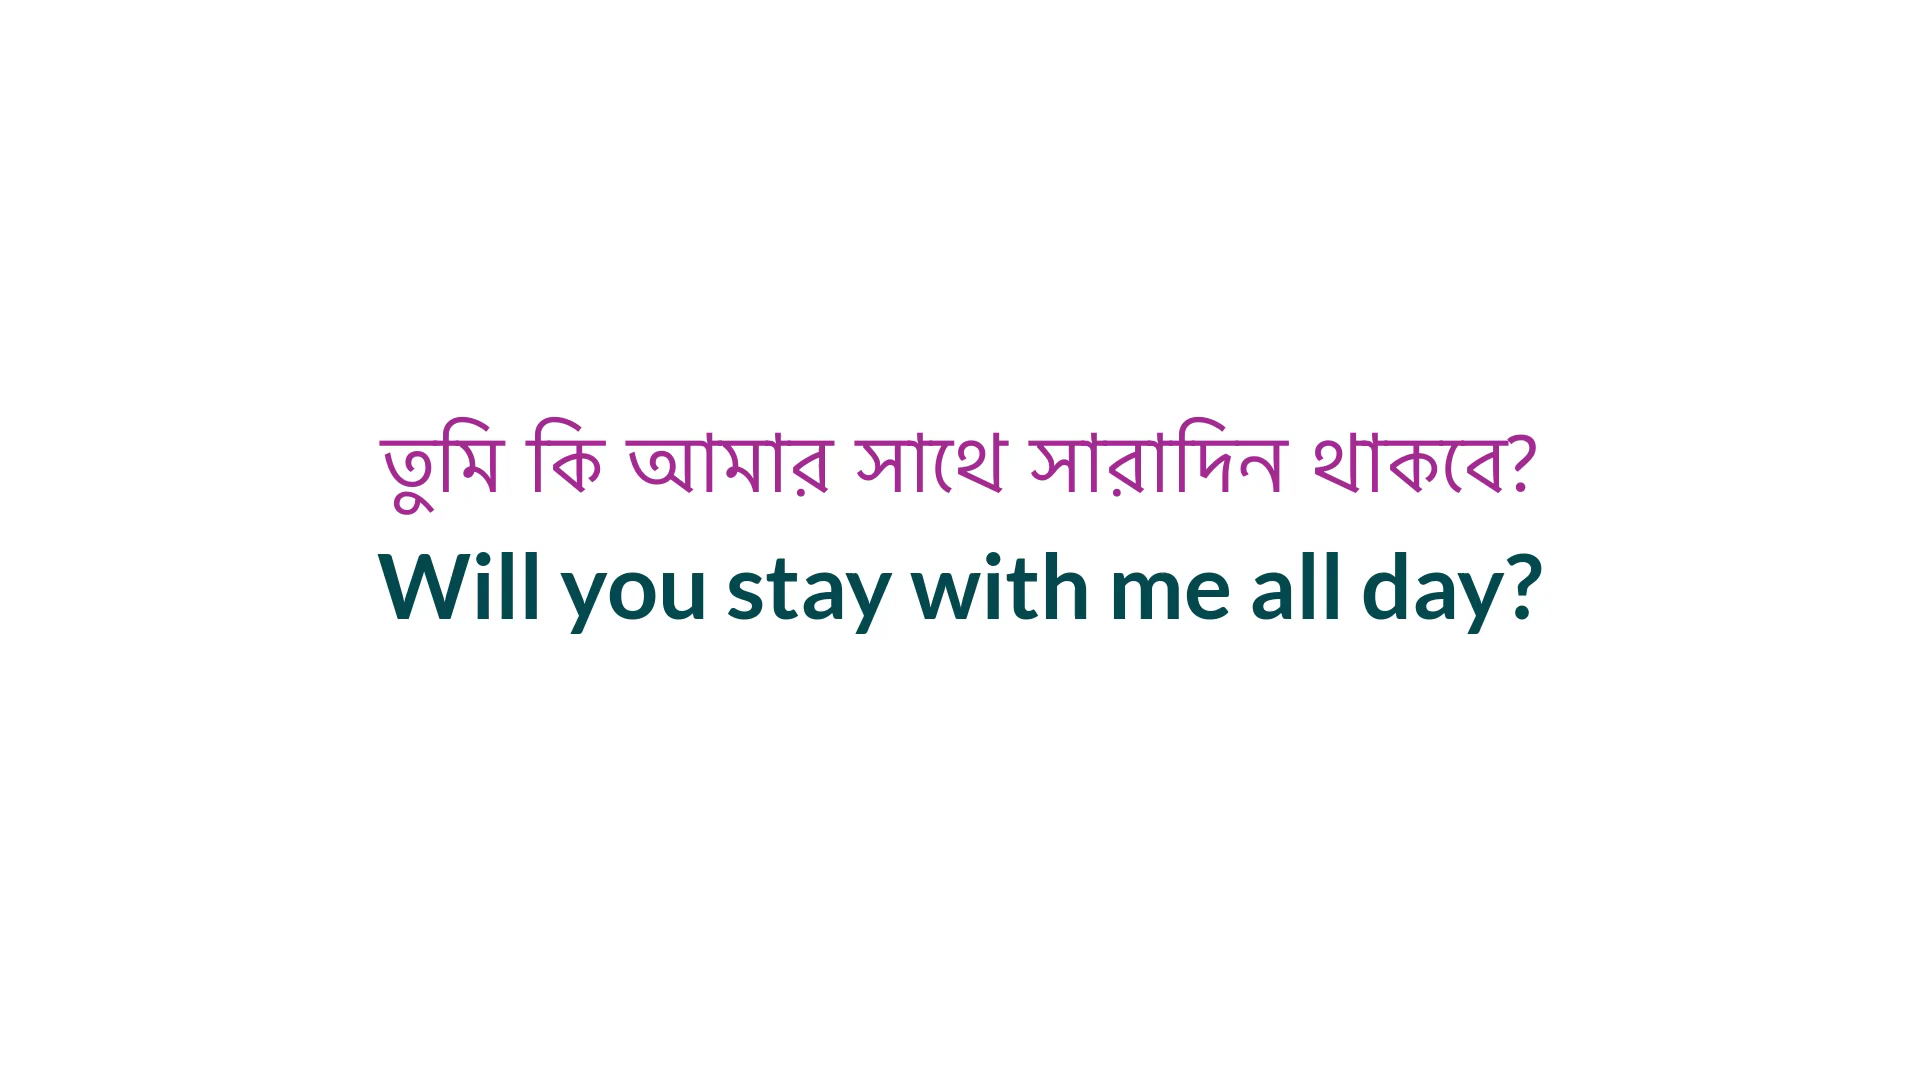 তুমি কি আমার সাথে সারাদিন থাকবে?
Will you stay with me all day?